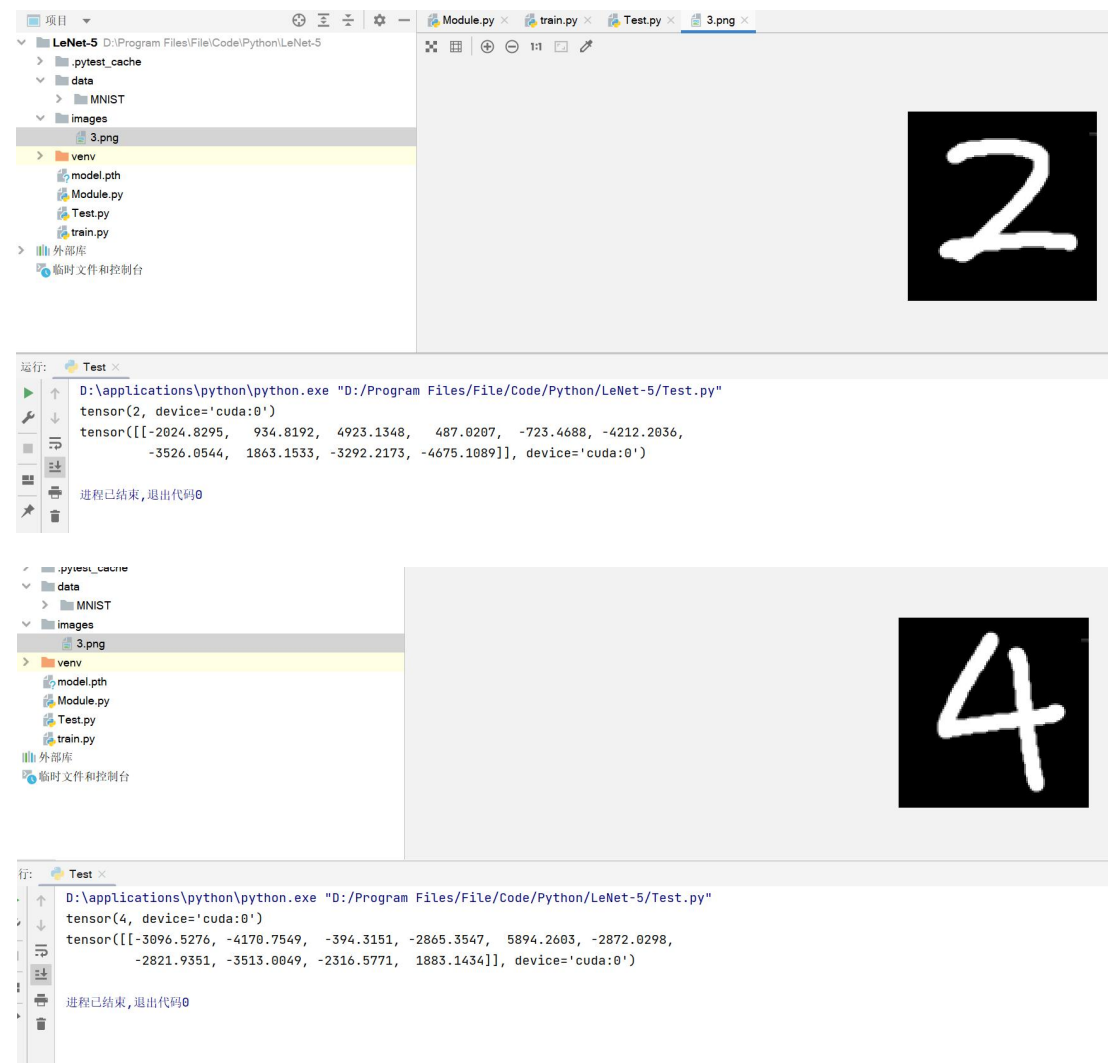 项目
Module.py
train.py
Test.py
3.png
LeNet-5 D:\Program Files\File\Code\Python\LeNet-5
1:1
.pytest_cache
data
MNIST
images
3.png
venv
model.pth
Module.py
Test.py
train.py
外部库
临时文件和控制台
2
运行: Test
D:\applications\python\python.exe "D:/Program Files/File/Code/Python/LeNet-5/Test.py"
tensor(2, device='cuda:0')
tensor([[-2024.8295, 934.8192, 4923.1348, 487.0207, -723.4688, -4212.2036,
-3526.0544, 1863.1533, -3292.2173, -4675.1089]], device='cuda:0')
进程已结束,退出代码0
.pytest_cache
data
MNIST
images
3.png
venv
model.pth
Module.py
Test.py
train.py
外部库
临时文件和控制台
4
行: Test
D:\applications\python\python.exe "D:/Program Files/File/Code/Python/LeNet-5/Test.py"
tensor(4, device='cuda:0')
tensor([[-3096.5276, -4170.7549, -394.3151, -2865.3547, 5894.2603, -2872.0298,
-2821.9351, -3513.0049, -2316.5771, 1883.1434]], device='cuda:0')
进程已结束,退出代码0